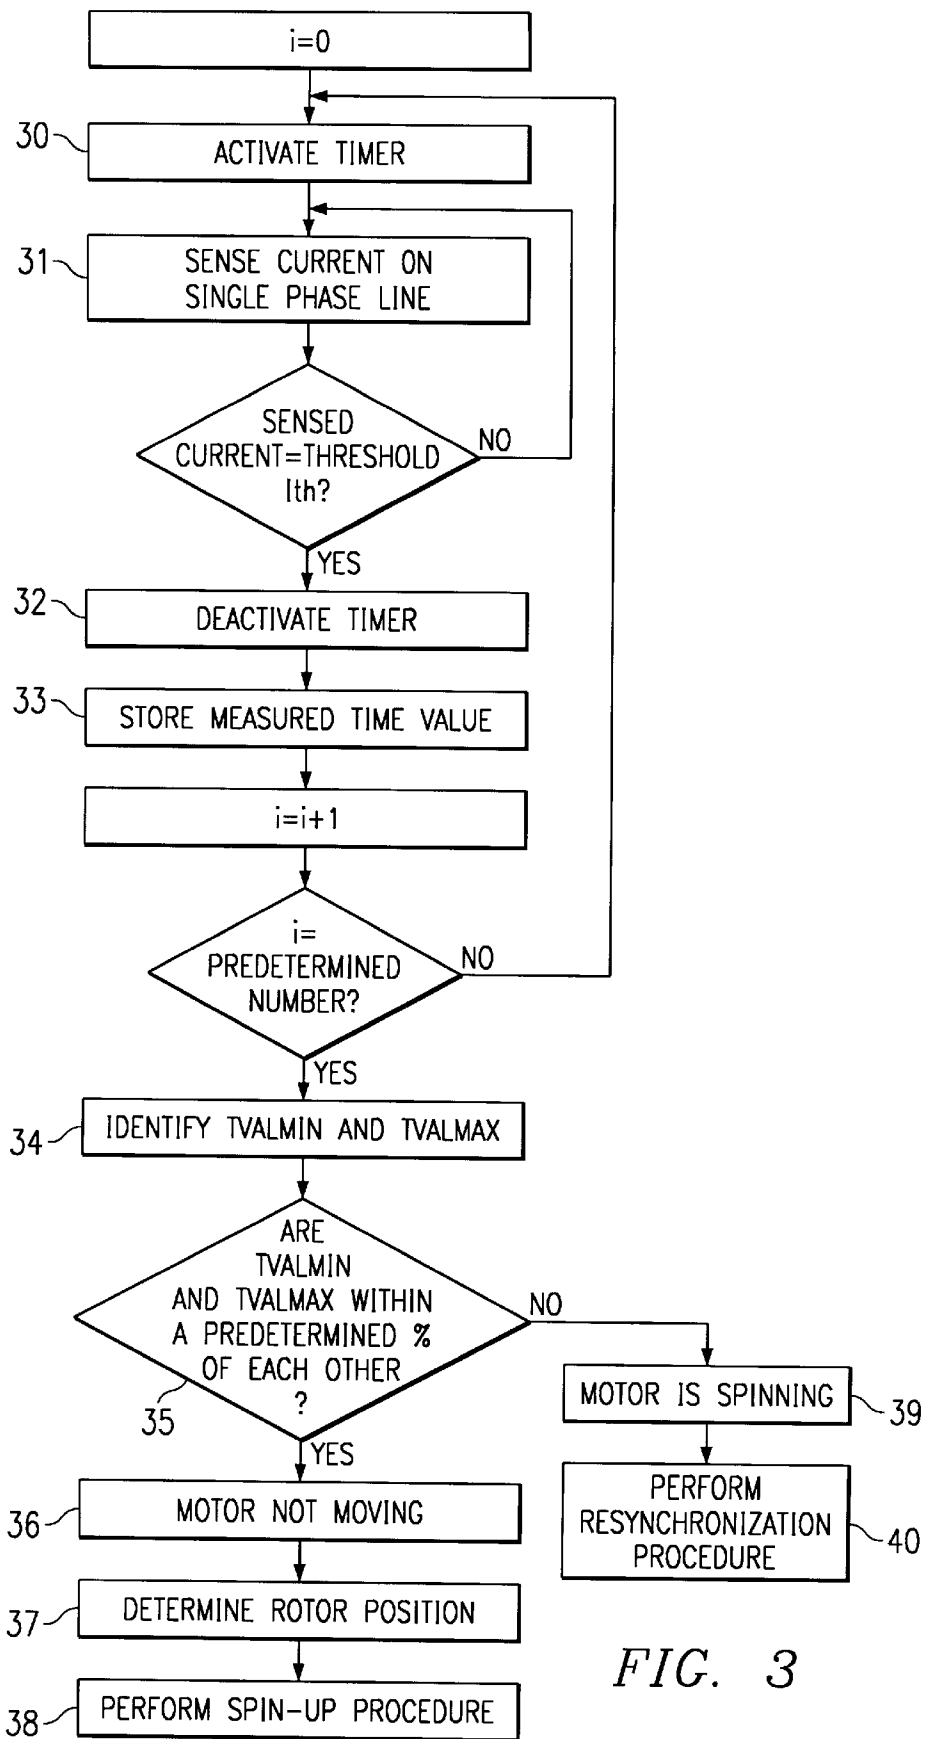 i=0
30
ACTIVATE TIMER
31
SENSE CURRENT ON
SINGLE PHASE LINE
SENSED
CURRENT=THRESHOLD
Ith?
NO
YES
32
DEACTIVATE TIMER
33
STORE MEASURED TIME VALUE
i=i+1
i=
PREDETERMINED
NUMBER?
NO
YES
34
IDENTIFY TVALMIN AND TVALMAX
ARE
TVALMIN
AND TVALMAX WITHIN
A PREDETERMINED %
OF EACH OTHER
?
35
NO
YES
MOTOR IS SPINNING
39
36
MOTOR NOT MOVING
PERFORM
RESYNCHRONIZATION
PROCEDURE
40
37
DETERMINE ROTOR POSITION
38
PERFORM SPIN-UP PROCEDURE
FIG. 3